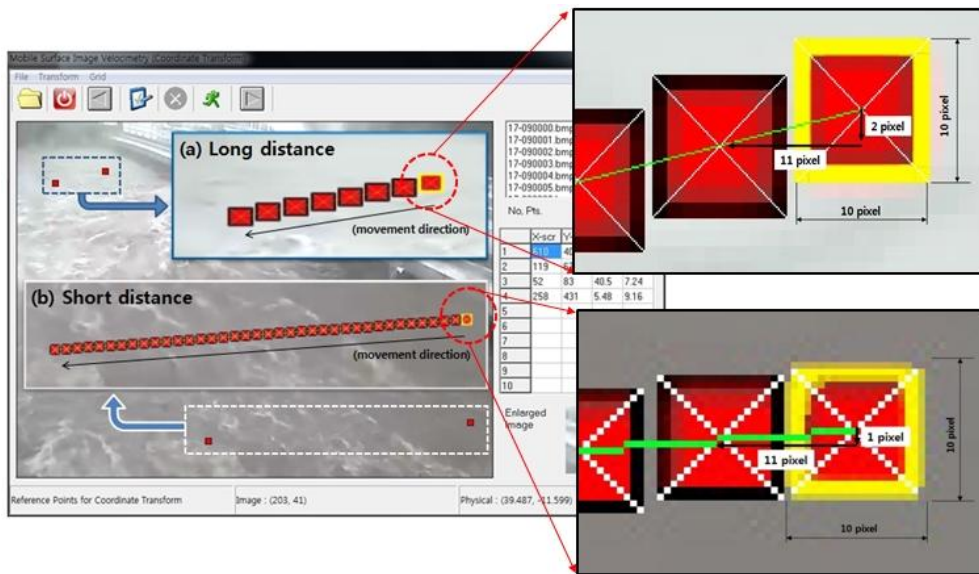 Mobile Surface Image Velocimetry (Coordinate Transform)
File Transform Grid
(a) Long distance
(movement direction)
(b) Short distance
(movement direction)
17-090000.bmp
17-090001.bmp
17-090002.bmp
17-090003.bmp
17-090004.bmp
17-090005.bmp
No, Pts.
X-scr
1 510 40
2 119
3 52 83 40.5 7.24
4 258 431 5.48 9.16
5
6
7
8
9
10
Enlarged
Image
Reference Points for Coordinate Transform Image : (203, 41) Physical : (39.487, -11.599)
2 pixel
11 pixel
10 pixel
10 pixel
1 pixel
11 pixel
10 pixel
10 pixel